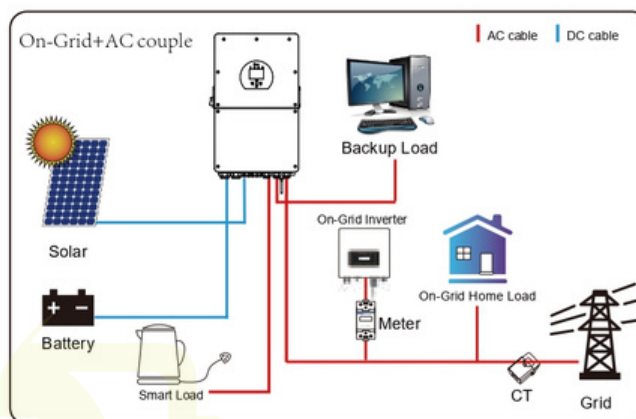 On-Grid+AC couple
AC cable
DC cable
Backup Load
On-Grid Inverter
Solar
On-Grid Home Load
Meter
Battery
Smart Load
CT
Grid